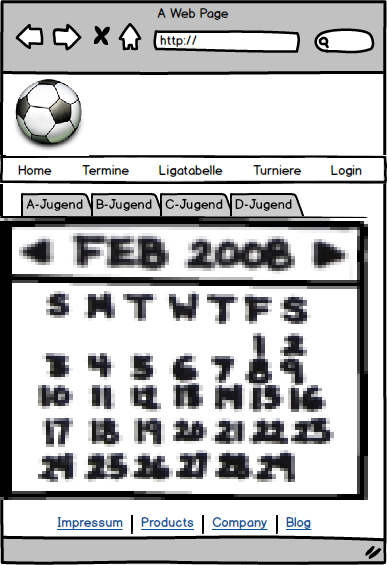 A Web Page
http://
Home Termine Ligatabelle Turniere Login
A-Jugend B-Jugend C-Jugend D-Jugend
FEB 2008
S M T W T F S
1 2
3 4 5 6 7 8 9
10 11 12 13 14 15 16
17 18 19 20 21 22 23
24 25 26 27 28 29
Impressum Products Company Blog